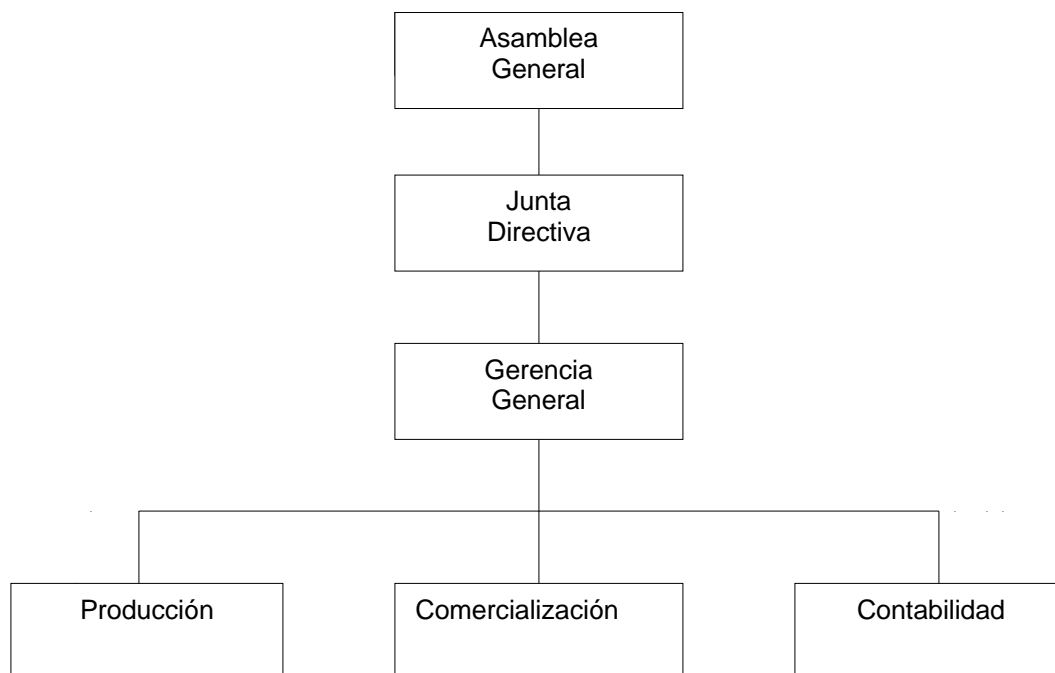 Asamblea
General
Junta
Directiva
Gerencia
General
Producción
Comercialización
Contabilidad